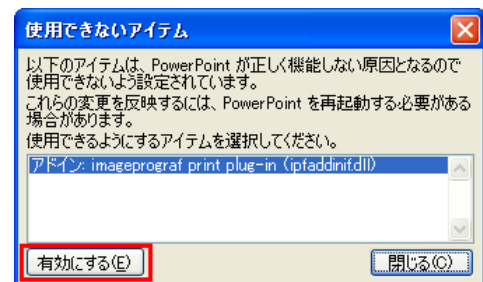 使用できないアイテム
以下のアイテムは、PowerPoint が正しく機能しない原因となるので
使用できないよう設定されています。
これらの変更を反映するには、PowerPoint を再起動する必要がある
場合があります。
使用できるようにするアイテムを選択してください。
アドイン: imageprograf print plug-in (ipfaddinif.dll)
有効にする(E) 閉じる(C)